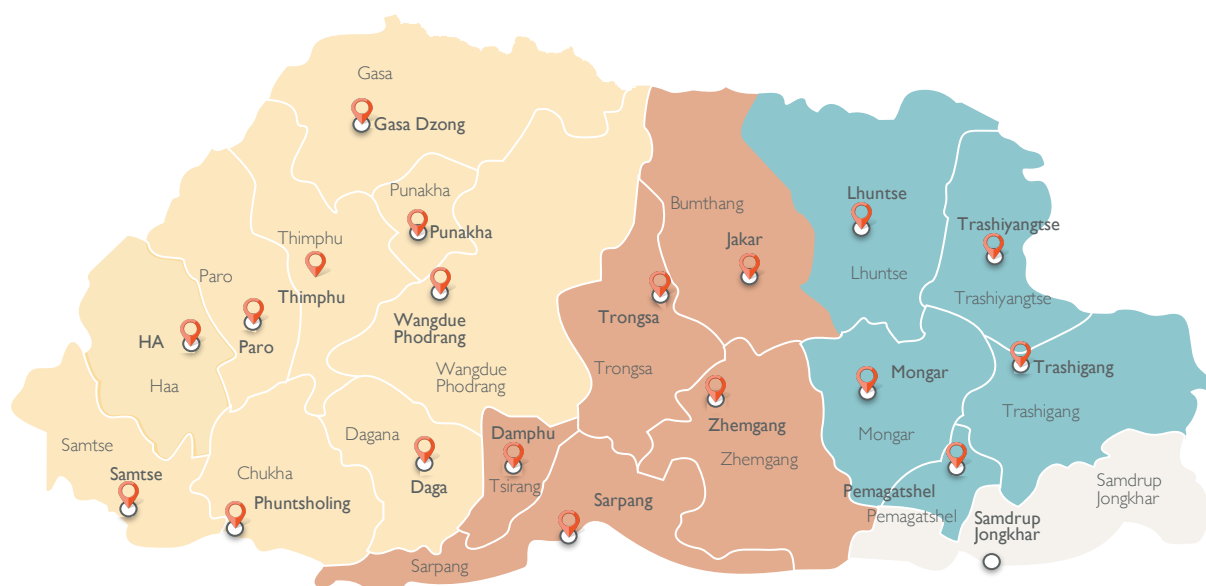 Gasa
Gasa Dzong
Punakha
Punakha
Thimphu
Thimphu
Paro
Paro
HA
Haa
Wangdue
Phodrang
Wangdue
Phodrang
Samtse
Samtse
Chukha
Phuntsholing
Dagana
Daga
Damphu
Tsirang
Sarpang
Sarpang
Bumthang
Jakar
Trongsa
Trongsa
Zhemgang
Zhemgang
Lhuntse
Lhuntse
Trashiyangtse
Trashiyangtse
Mongar
Mongar
Trashigang
Trashigang
Pemagatshel
Pemagatshel
Samdrup
Jongkhar
Samdrup
Jongkhar